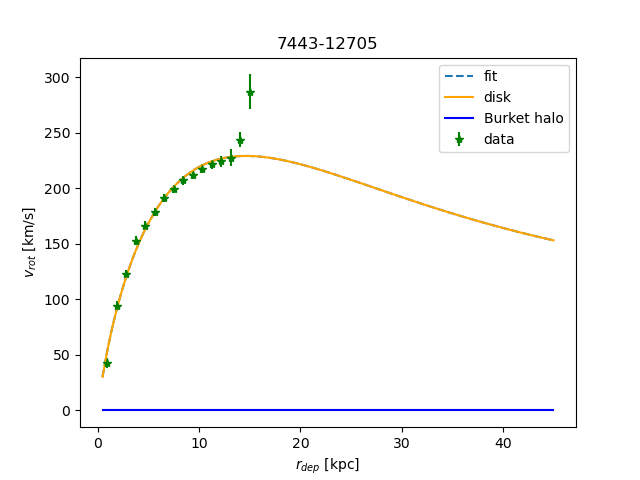 7443-12705
fit
disk
Burket halo
data
300
250
200
150
100
50
0
v_rot [km/s]
0 10 20 30 40
r_dep [kpc]